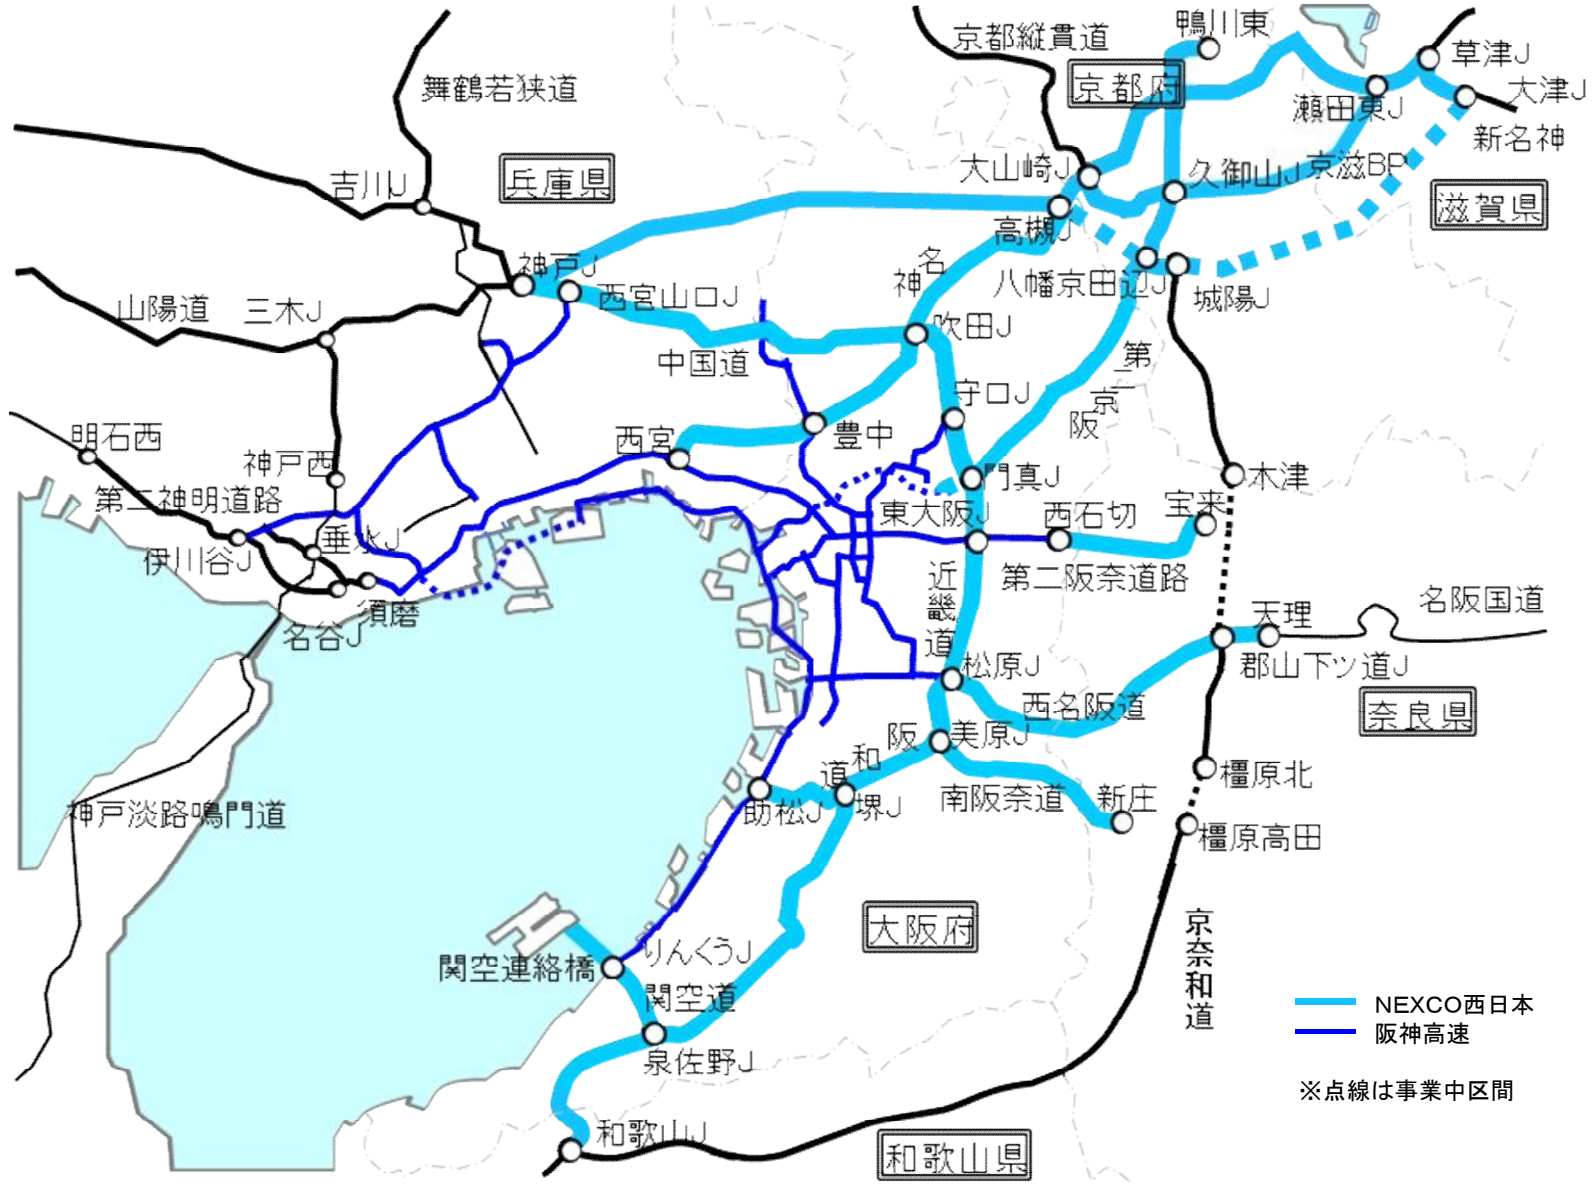 鴨川東
京都縦貫道
草津J
京都府
舞鶴若狭道
大津J
瀬田東J
新名神
大山崎J
久御山J
京滋BP
吉川J
兵庫県
滋賀県
高槻J
名神
神戸J
八幡京田辺J
西宮山口J
城陽J
山陽道
三木J
吹田J
中国道
第二京阪
守口J
明石西
西宮
豊中
神戸西
門真J
木津
第二神明道路
東大阪J
西石切
宝来
垂水J
伊川谷J
近畿道
第二阪奈道路
須磨
名谷J
天理
名阪国道
松原J
郡山下ツ道J
西名阪道
奈良県
阪和道
美原J
橿原北
神戸淡路鳴門道
助松J
堺J
南阪奈道
新庄
橿原高田
大阪府
京奈和道
りんくうJ
関空連絡橋
関空道
NEXCO西日本
阪神高速
泉佐野J
※点線は事業中区間
和歌山J
和歌山県